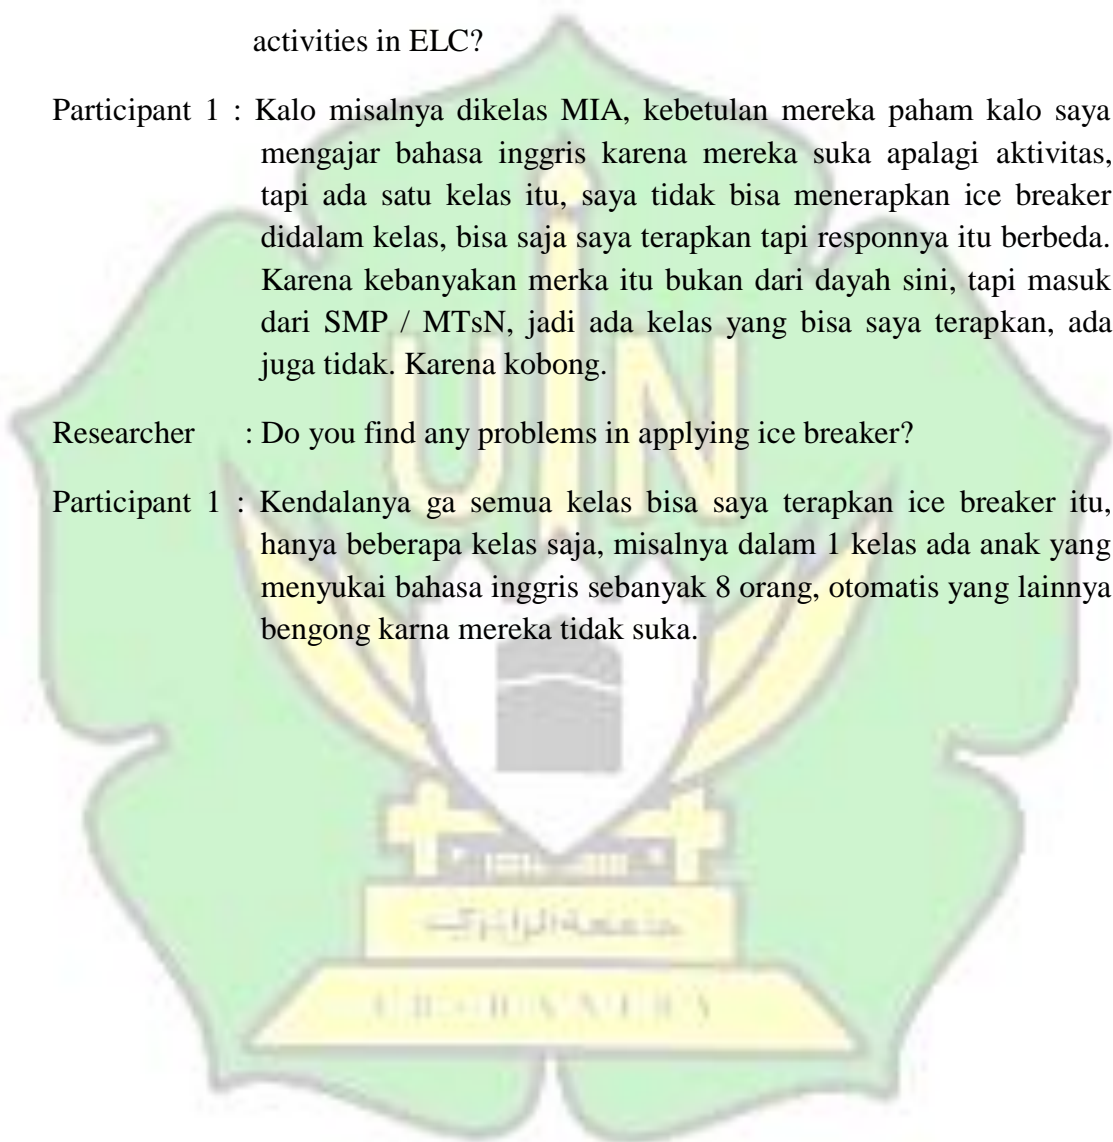 activities in ELC?
Participant 1 : Kalo misalnya dikelas MIA, kebetulan mereka paham kalo saya
mengajar bahasa inggris karena mereka suka apalagi aktivitas,
tapi ada satu kelas itu, saya tidak bisa menerapkan ice breaker
didalam kelas, bisa saja saya terapkan tapi responnya itu berbeda.
Karena kebanyakan merka itu bukan dari dayah sini, tapi masuk
dari SMP / MTsN, jadi ada kelas yang bisa saya terapkan, ada
juga tidak. Karena kobong.
Researcher : Do you find any problems in applying ice breaker?
Participant 1 : Kendalanya ga semua kelas bisa saya terapkan ice breaker itu,
hanya beberapa kelas saja, misalnya dalam 1 kelas ada anak yang
menyukai bahasa inggris sebanyak 8 orang, otomatis yang lainnya
bengong karna mereka tidak suka.
UIN
جامعة الرانري
AR-RANIRY